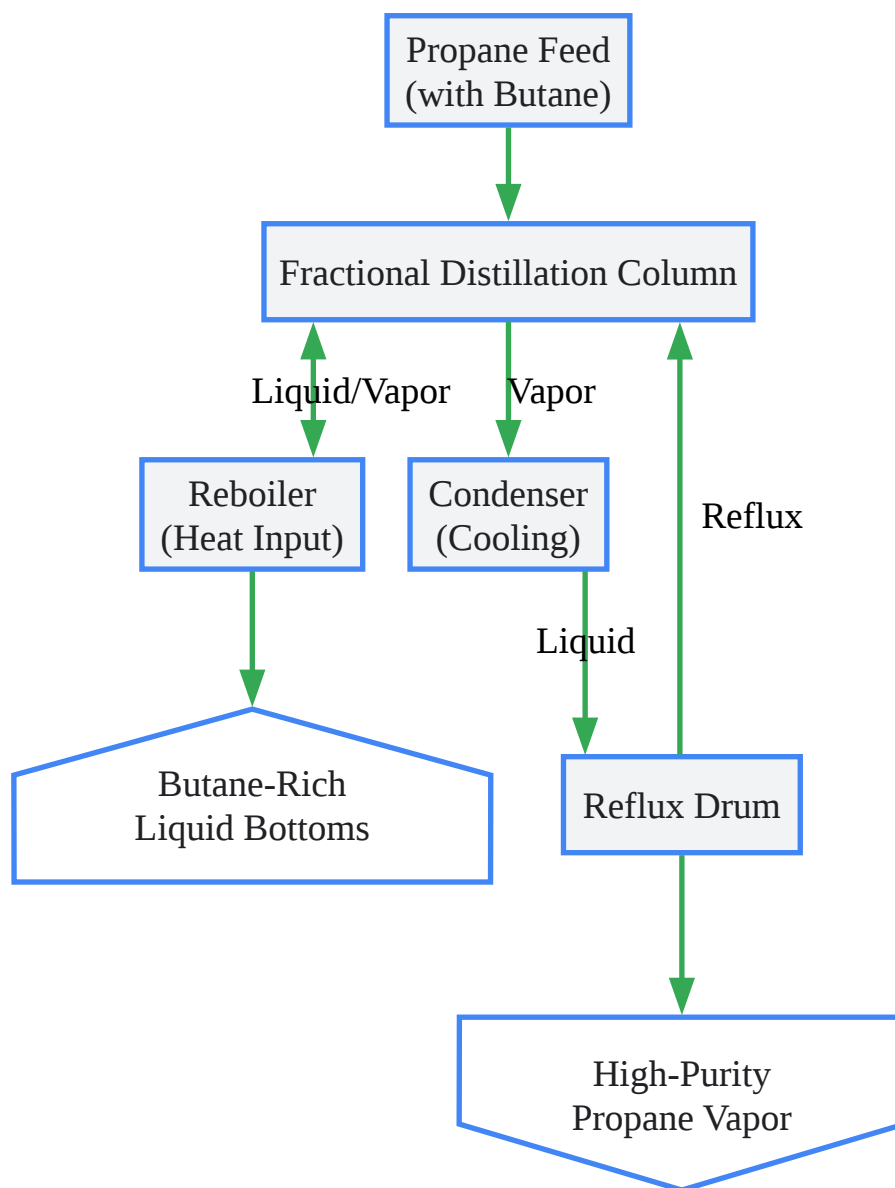 Propane Feed
(with Butane)
Fractional Distillation Column
Liquid/Vapor
Vapor
Reboiler
(Heat Input)
Condenser
(Cooling)
Reflux
Liquid
Butane-Rich
Liquid Bottoms
Reflux Drum
High-Purity
Propane Vapor